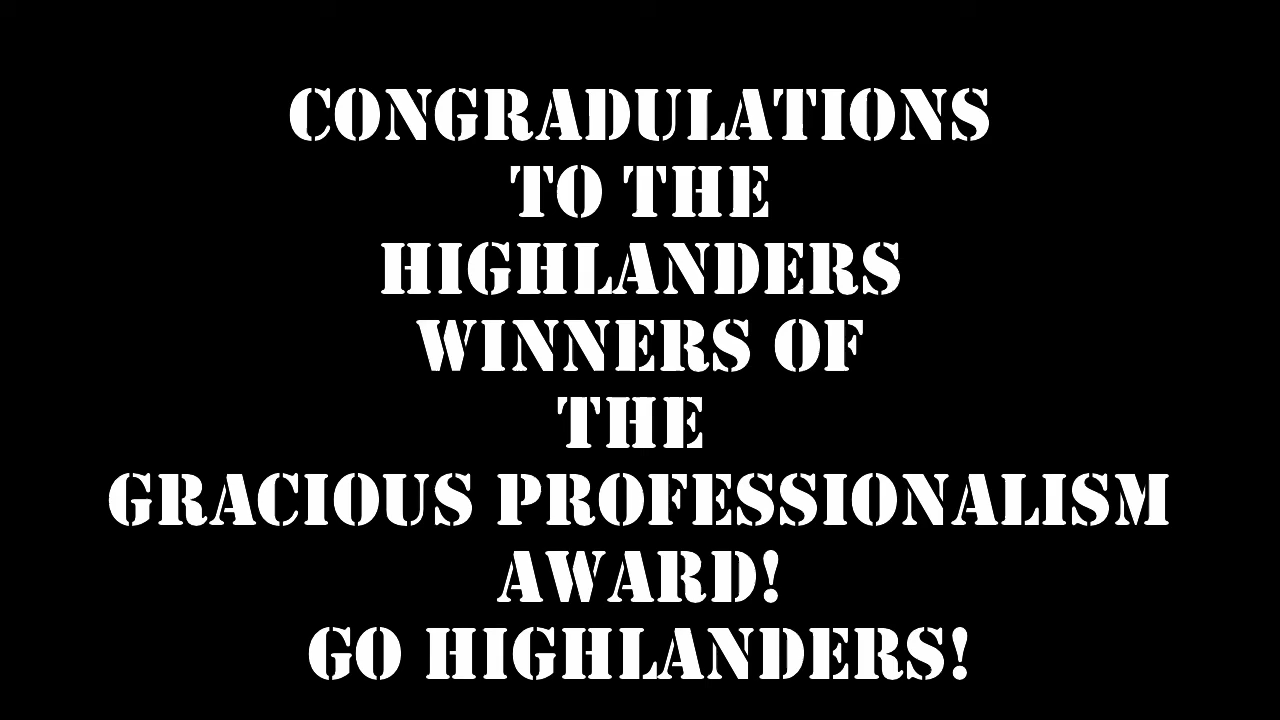 CONGRADULATIONS
TO THE
HIGHLANDERS
WINNERS OF
THE
GRACIOUS PROFESSIONALISM
AWARD!
GO HIGHLANDERS!